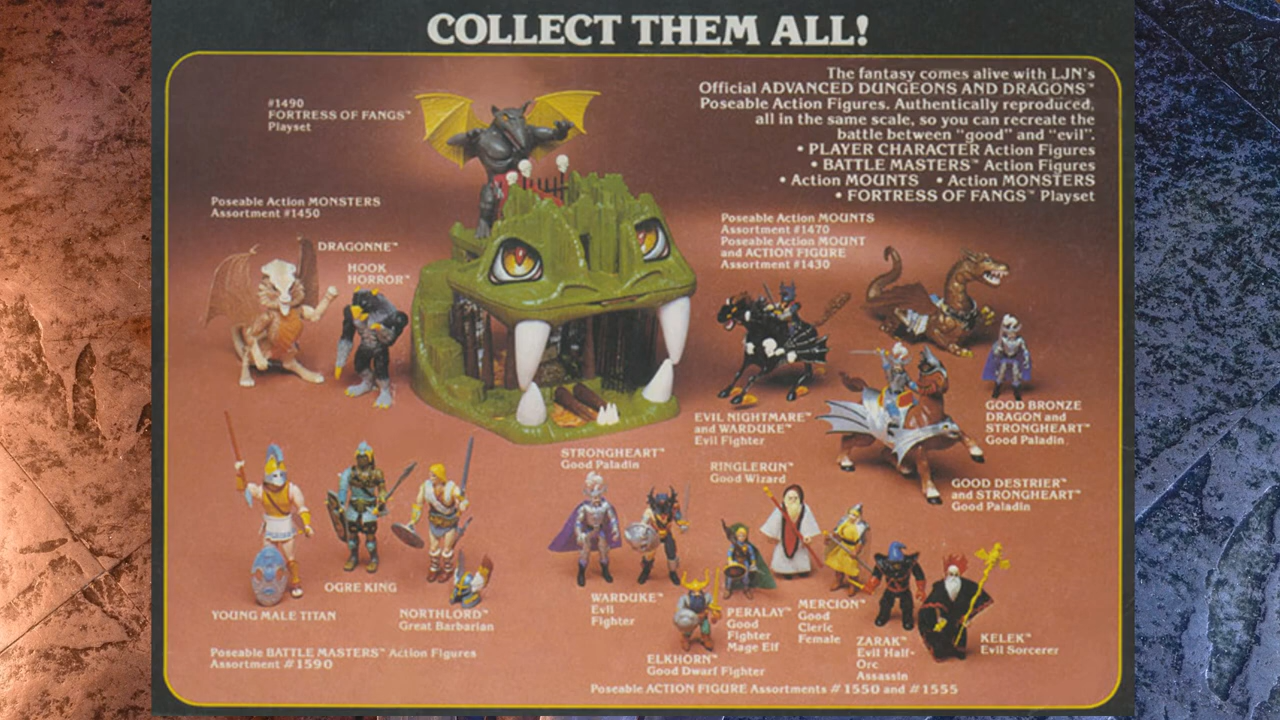 COLLECT THEM ALL!
The fantasy comes alive with LJN's
Official ADVANCED DUNGEONS AND DRAGONS™
Poseable Action Figures. Authentically reproduced,
all in the same scale, so you can recreate the
battle between "good" and "evil".
• PLAYER CHARACTER Action Figures
• BATTLE MASTERS™ Action Figures
• Action MOUNTS • Action MONSTERS
• FORTRESS OF FANGS™ Playset
#1490
FORTRESS OF FANGS™
Playset
Poseable Action MONSTERS
Assortment #1450
DRAGONNE™
HOOK
HORROR™
Poseable Action MOUNTS
Assortment #1470
Poseable Action MOUNT
and ACTION FIGURE
Assortment #1430
EVIL NIGHTMARE™
and WARDUKE™
Evil Fighter
GOOD BRONZE
DRAGON and
STRONGHEART™
Good Paladin
GOOD DESTRIER™
and STRONGHEART™
Good Paladin
STRONGHEART™
Good Paladin
RINGLERUN™
Good Wizard
YOUNG MALE TITAN
OGRE KING
NORTHLORD™
Great Barbarian
Poseable BATTLE MASTERS™ Action Figures
Assortment #1590
WARDUKE™
Evil
Fighter
ELKHORN™
Good Dwarf Fighter
PERALAY™
Good
Fighter
Mage Elf
MERCION™
Good
Cleric
Female
ZARAK™
Evil Half-
Orc
Assassin
KELEK™
Evil Sorcerer
Poseable ACTION FIGURE Assortments #1550 and #1555